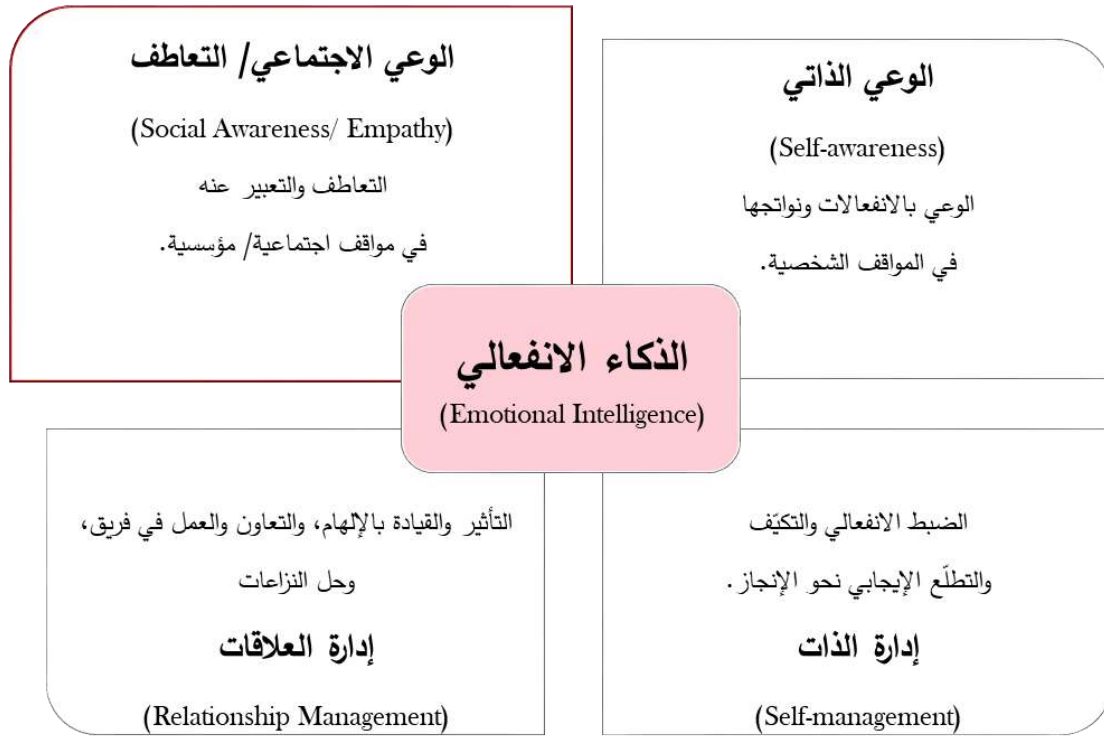 الوعي الذاتي
(Self-awareness)
الوعي بالانفعالات ونواتجها
في المواقف الشخصية.
الوعي الاجتماعي/ التعاطف
(Social Awareness/ Empathy)
التعاطف والتعبير عنه
في مواقف اجتماعية/ مؤسسية.
الذكاء الانفعالي
(Emotional Intelligence)
الضبط الانفعالي والتكيّف
والتطلّع الإيجابي نحو الإنجاز.
إدارة الذات
(Self-management)
التأثير والقيادة بالإلهام، والتعاون والعمل في فريق،
وحل النزاعات
إدارة العلاقات
(Relationship Management)